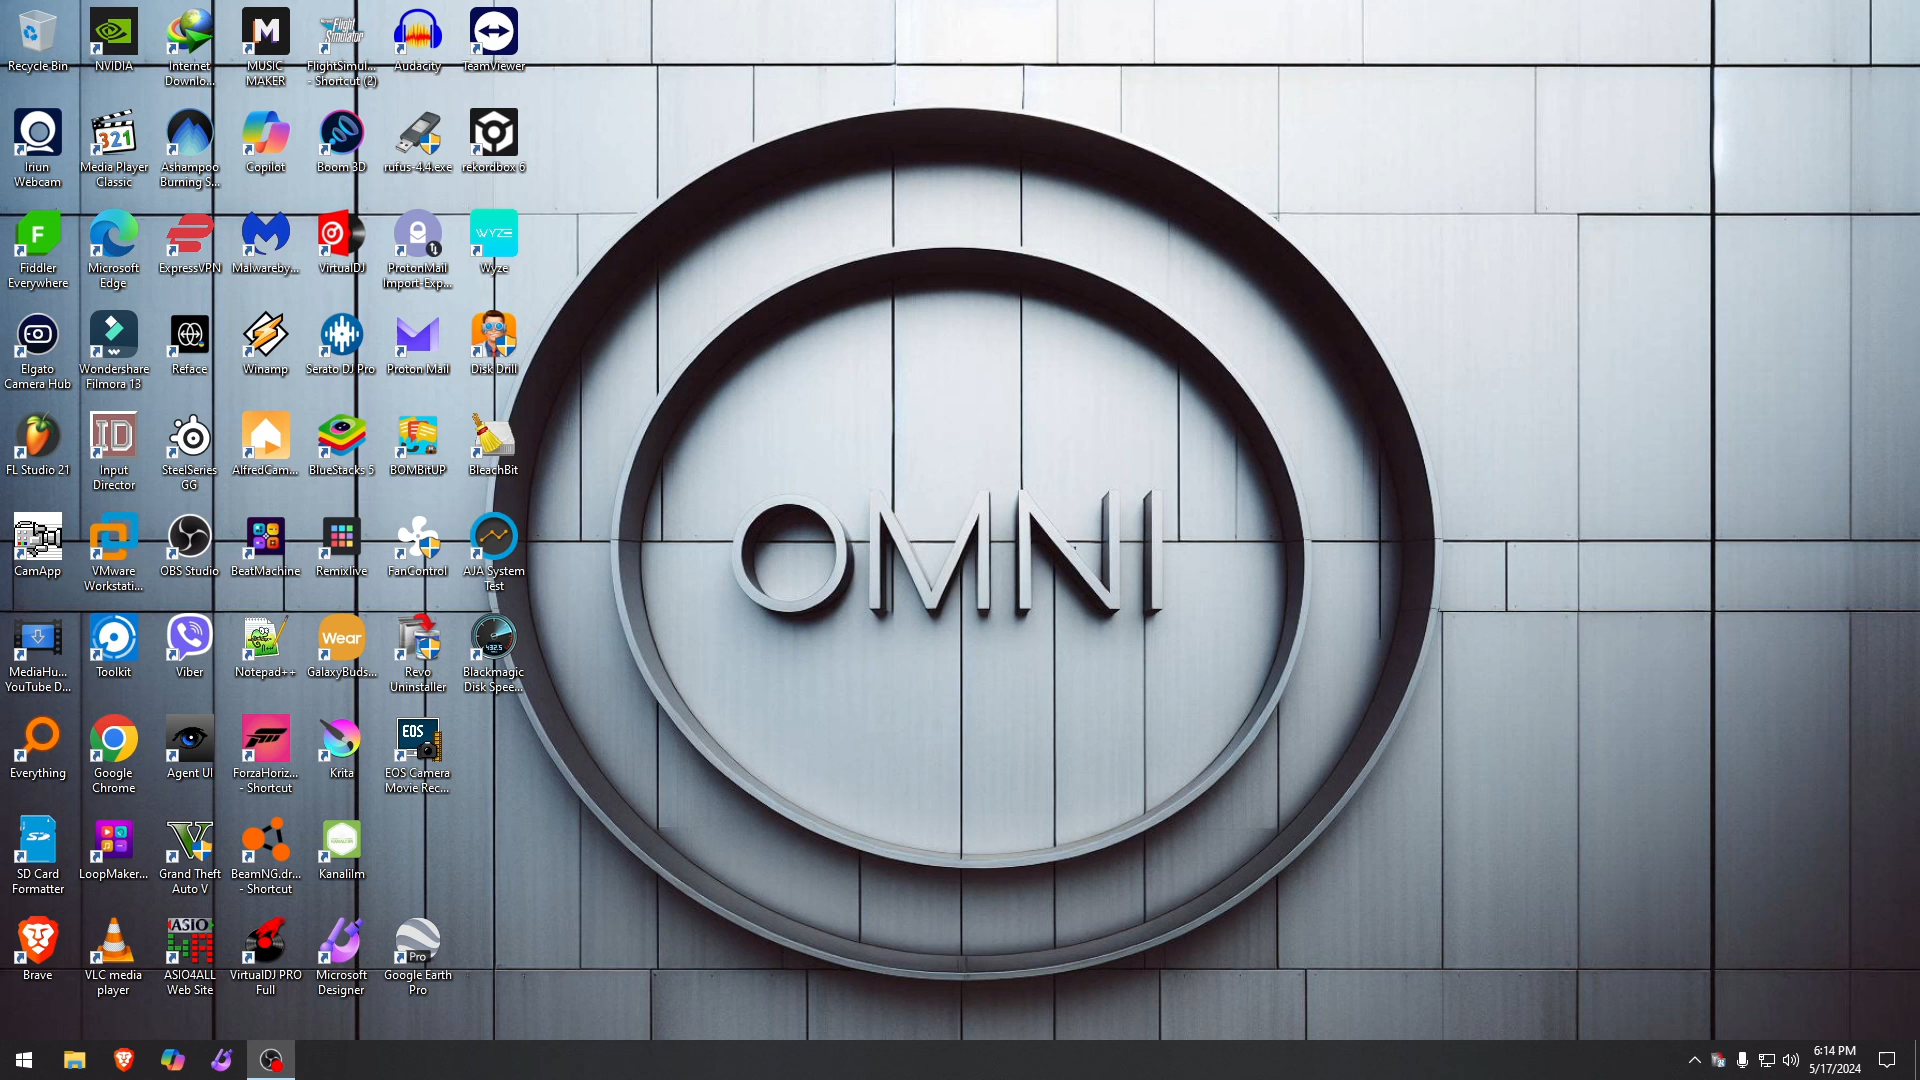 Recycle Bin
NVIDIA
Internet
Downlo...
MUSIC
MAKER
FlightSimul...
- Shortcut (2)
Audacity
TeamViewer
Iriun
Webcam
Media Player
Classic
Ashampoo
Burning S...
Copilot
Boom 3D
rufus-4.4.exe
rekordbox 6
Fiddler
Everywhere
Microsoft
Edge
ExpressVPN
Malwareby...
VirtualDJ
ProtonMail
Import-Exp...
WYZE
Wyze
Elgato
Camera Hub
Wondershare
Filmora 13
Reface
Winamp
Serato DJ Pro
Proton Mail
Disk Drill
FL Studio 21
ID
Input
Director
SteelSeries
GG
AlfredCam...
BlueStacks 5
BOMBitUP
BleachBit
OMNI
CamApp
VMware
Workstati...
OBS Studio
BeatMachine
Remixlive
FanControl
AJA System
Test
MediaHu...
YouTube D...
Toolkit
Viber
Notepad++
Wear
GalaxyBuds...
Revo
Uninstaller
Blackmagic
Disk Spee...
Everything
Google
Chrome
Agent UI
ForzaHoriz...
- Shortcut
Krita
EOS
EOS Camera
Movie Rec...
SD Card
Formatter
LoopMaker...
Grand Theft
Auto V
BeamNG.dr...
- Shortcut
Kanalilm
Brave
VLC media
player
ASIO
ASIO4ALL
Web Site
VirtualDJ PRO
Full
Microsoft
Designer
Pro
Google Earth
Pro
6:14 PM
5/17/2024